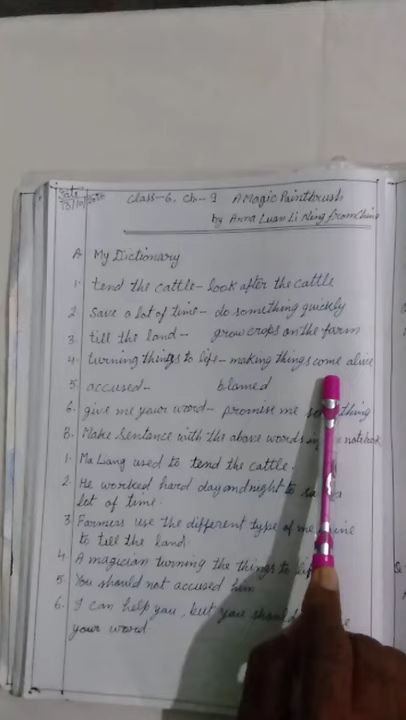 Date
Class-6, Ch-9 A Magic Paintbrush
by Anna Luan Li Neng from China
A. My Dictionary
1. tend the cattle- look after the cattle
2. Save a lot of time- do something quickly
3. till the land- grow crops on the farm
4. turning things to life- making things come alive
5. accused- blamed
6. give me your word- promise me thing
B. Make Sentence with the above words in notebook
1. Ma Liang used to tend the cattle.
2. He worked hard day and night to a
lot of time.
3. Farmers use the different type of
to till the land.
4. A magician turning the things to
5. You should not accused him
6. I can help you, but you
your word